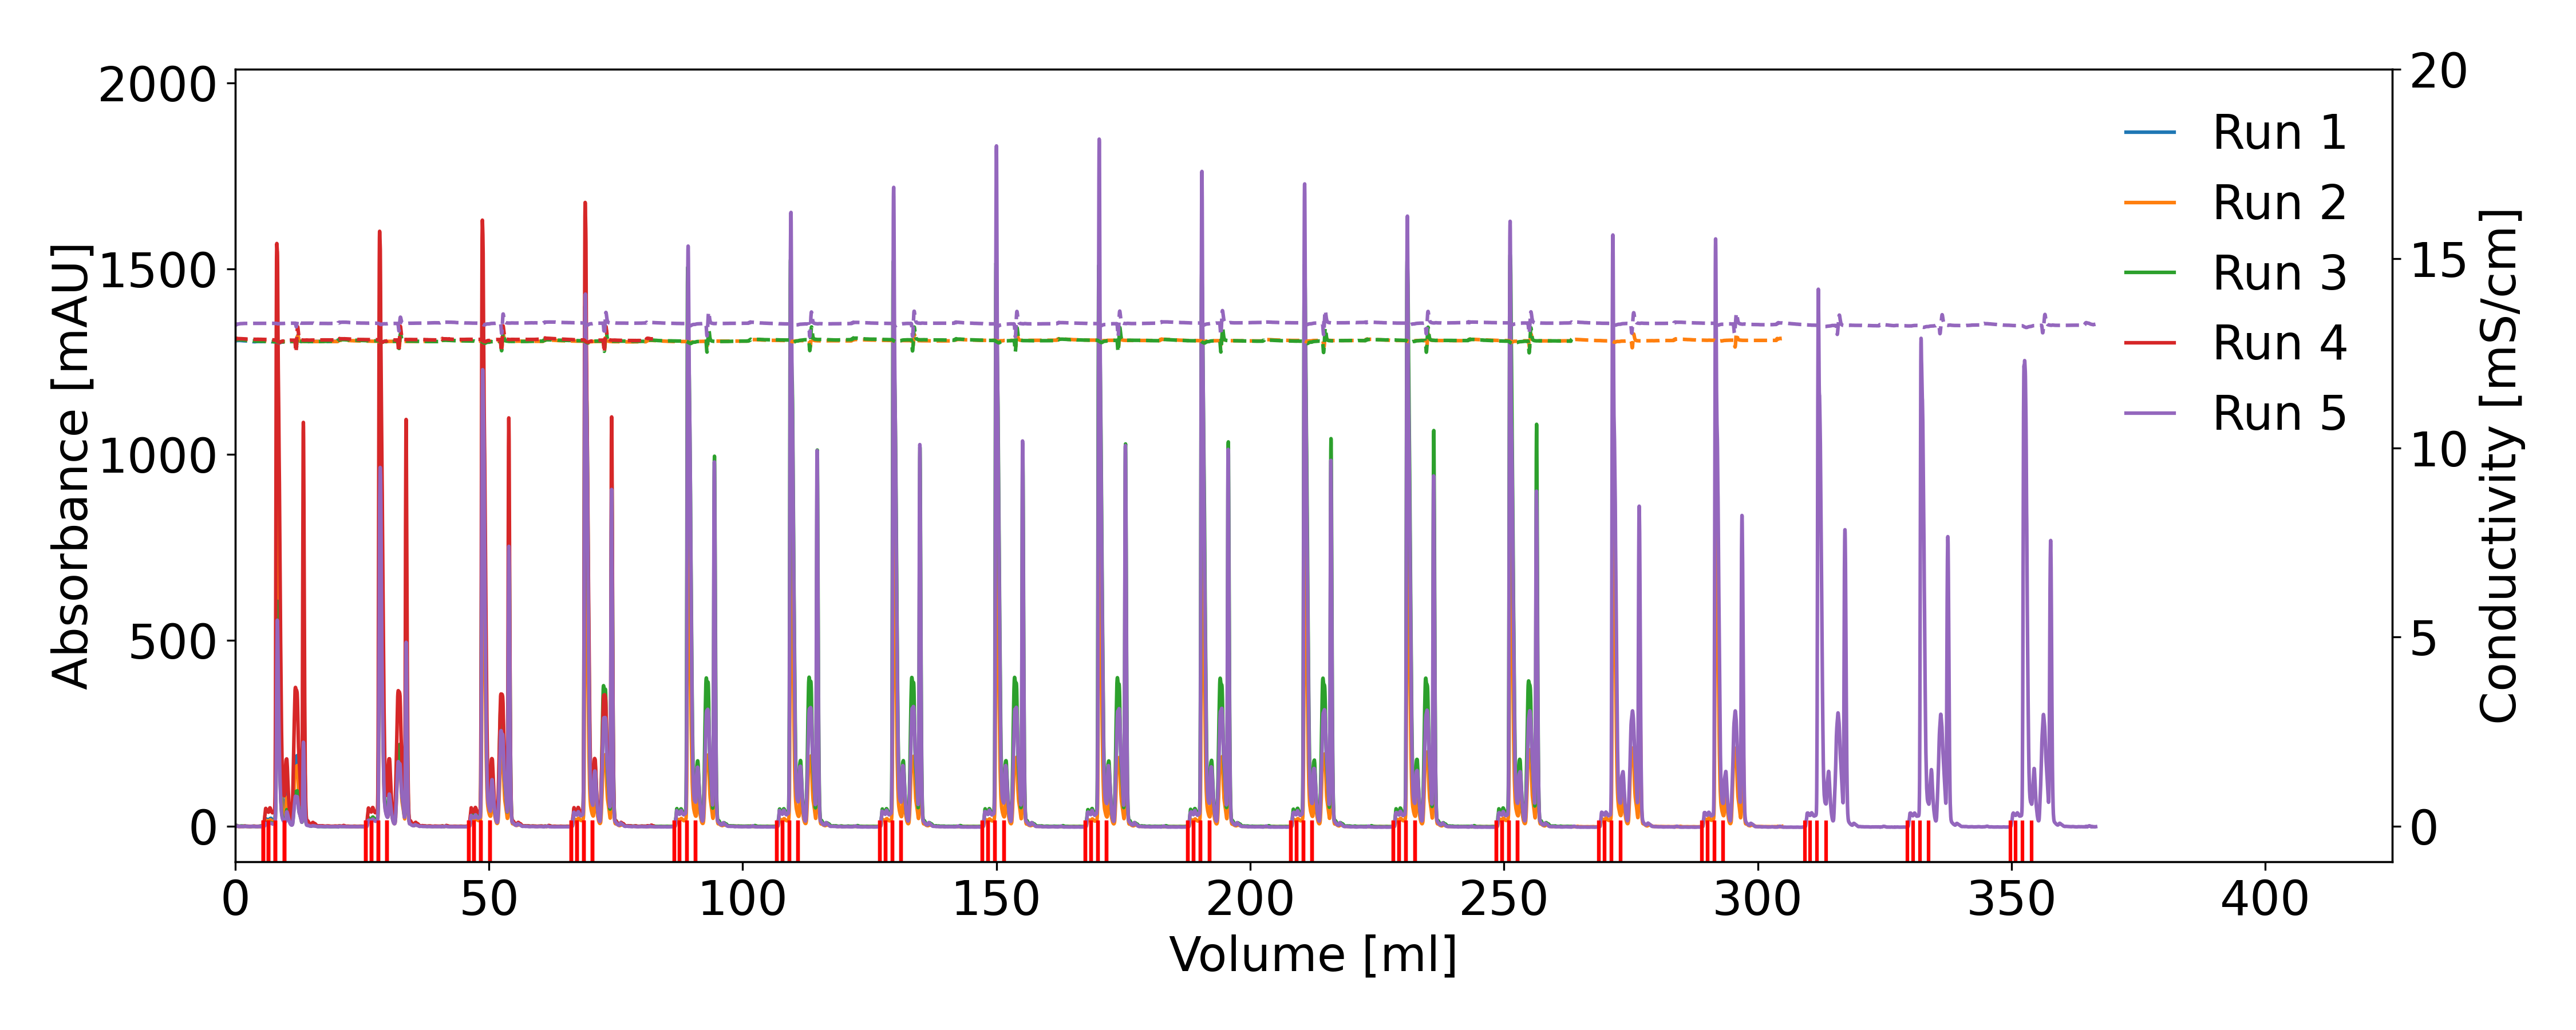 2000
1500
1000
500
0
Absorbance [mAU]
20
15
10
5
0
Conductivity [mS/cm]
Run 1
Run 2
Run 3
Run 4
Run 5
0 50 100 150 200 250 300 350 400
Volume [ml]